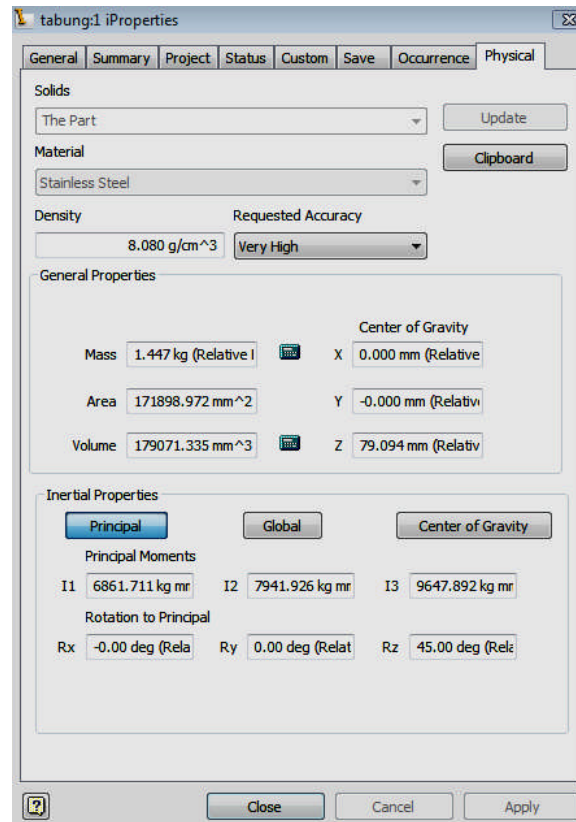 tabung:1 iProperties
General Summary Project Status Custom Save Occurrence Physical
Solids
The Part Update
Material Clipboard
Stainless Steel
Density Requested Accuracy
8.080 g/cm^3 Very High
General Properties
Center of Gravity
Mass 1.447 kg (Relative X 0.000 mm (Relative
Area 171898.972 mm^2 Y -0.000 mm (Relativ
Volume 179071.335 mm^3 Z 79.094 mm (Relativ
Inertial Properties
Principal Global Center of Gravity
Principal Moments
I1 6861.711 kg I2 7941.926 kg I3 9647.892 kg
Rotation to Principal
Rx -0.00 deg (Rela Ry 0.00 deg (Relat Rz 45.00 deg (Rela
? Close Cancel Apply